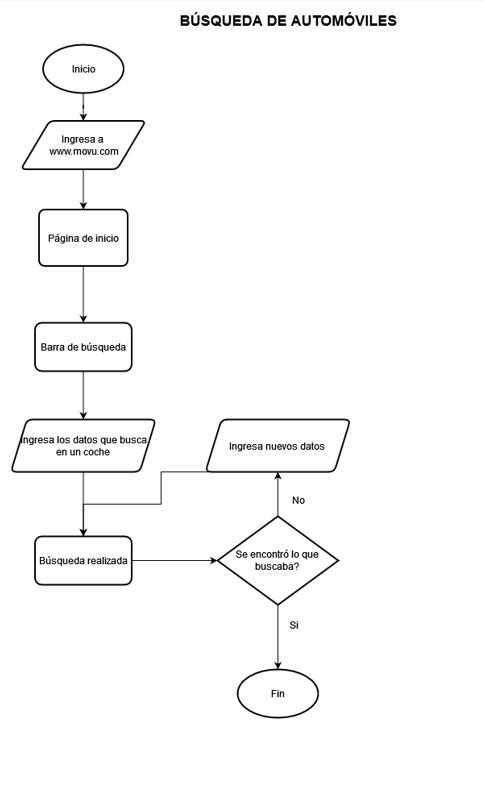 BÚSQUEDA DE AUTOMÓVILES
Inicio
Ingresa a
www.movu.com
Página de inicio
Barra de búsqueda
Ingresa los datos que busca
en un coche
Ingresa nuevos datos
No
Búsqueda realizada
Se encontró lo que
buscaba?
Si
Fin